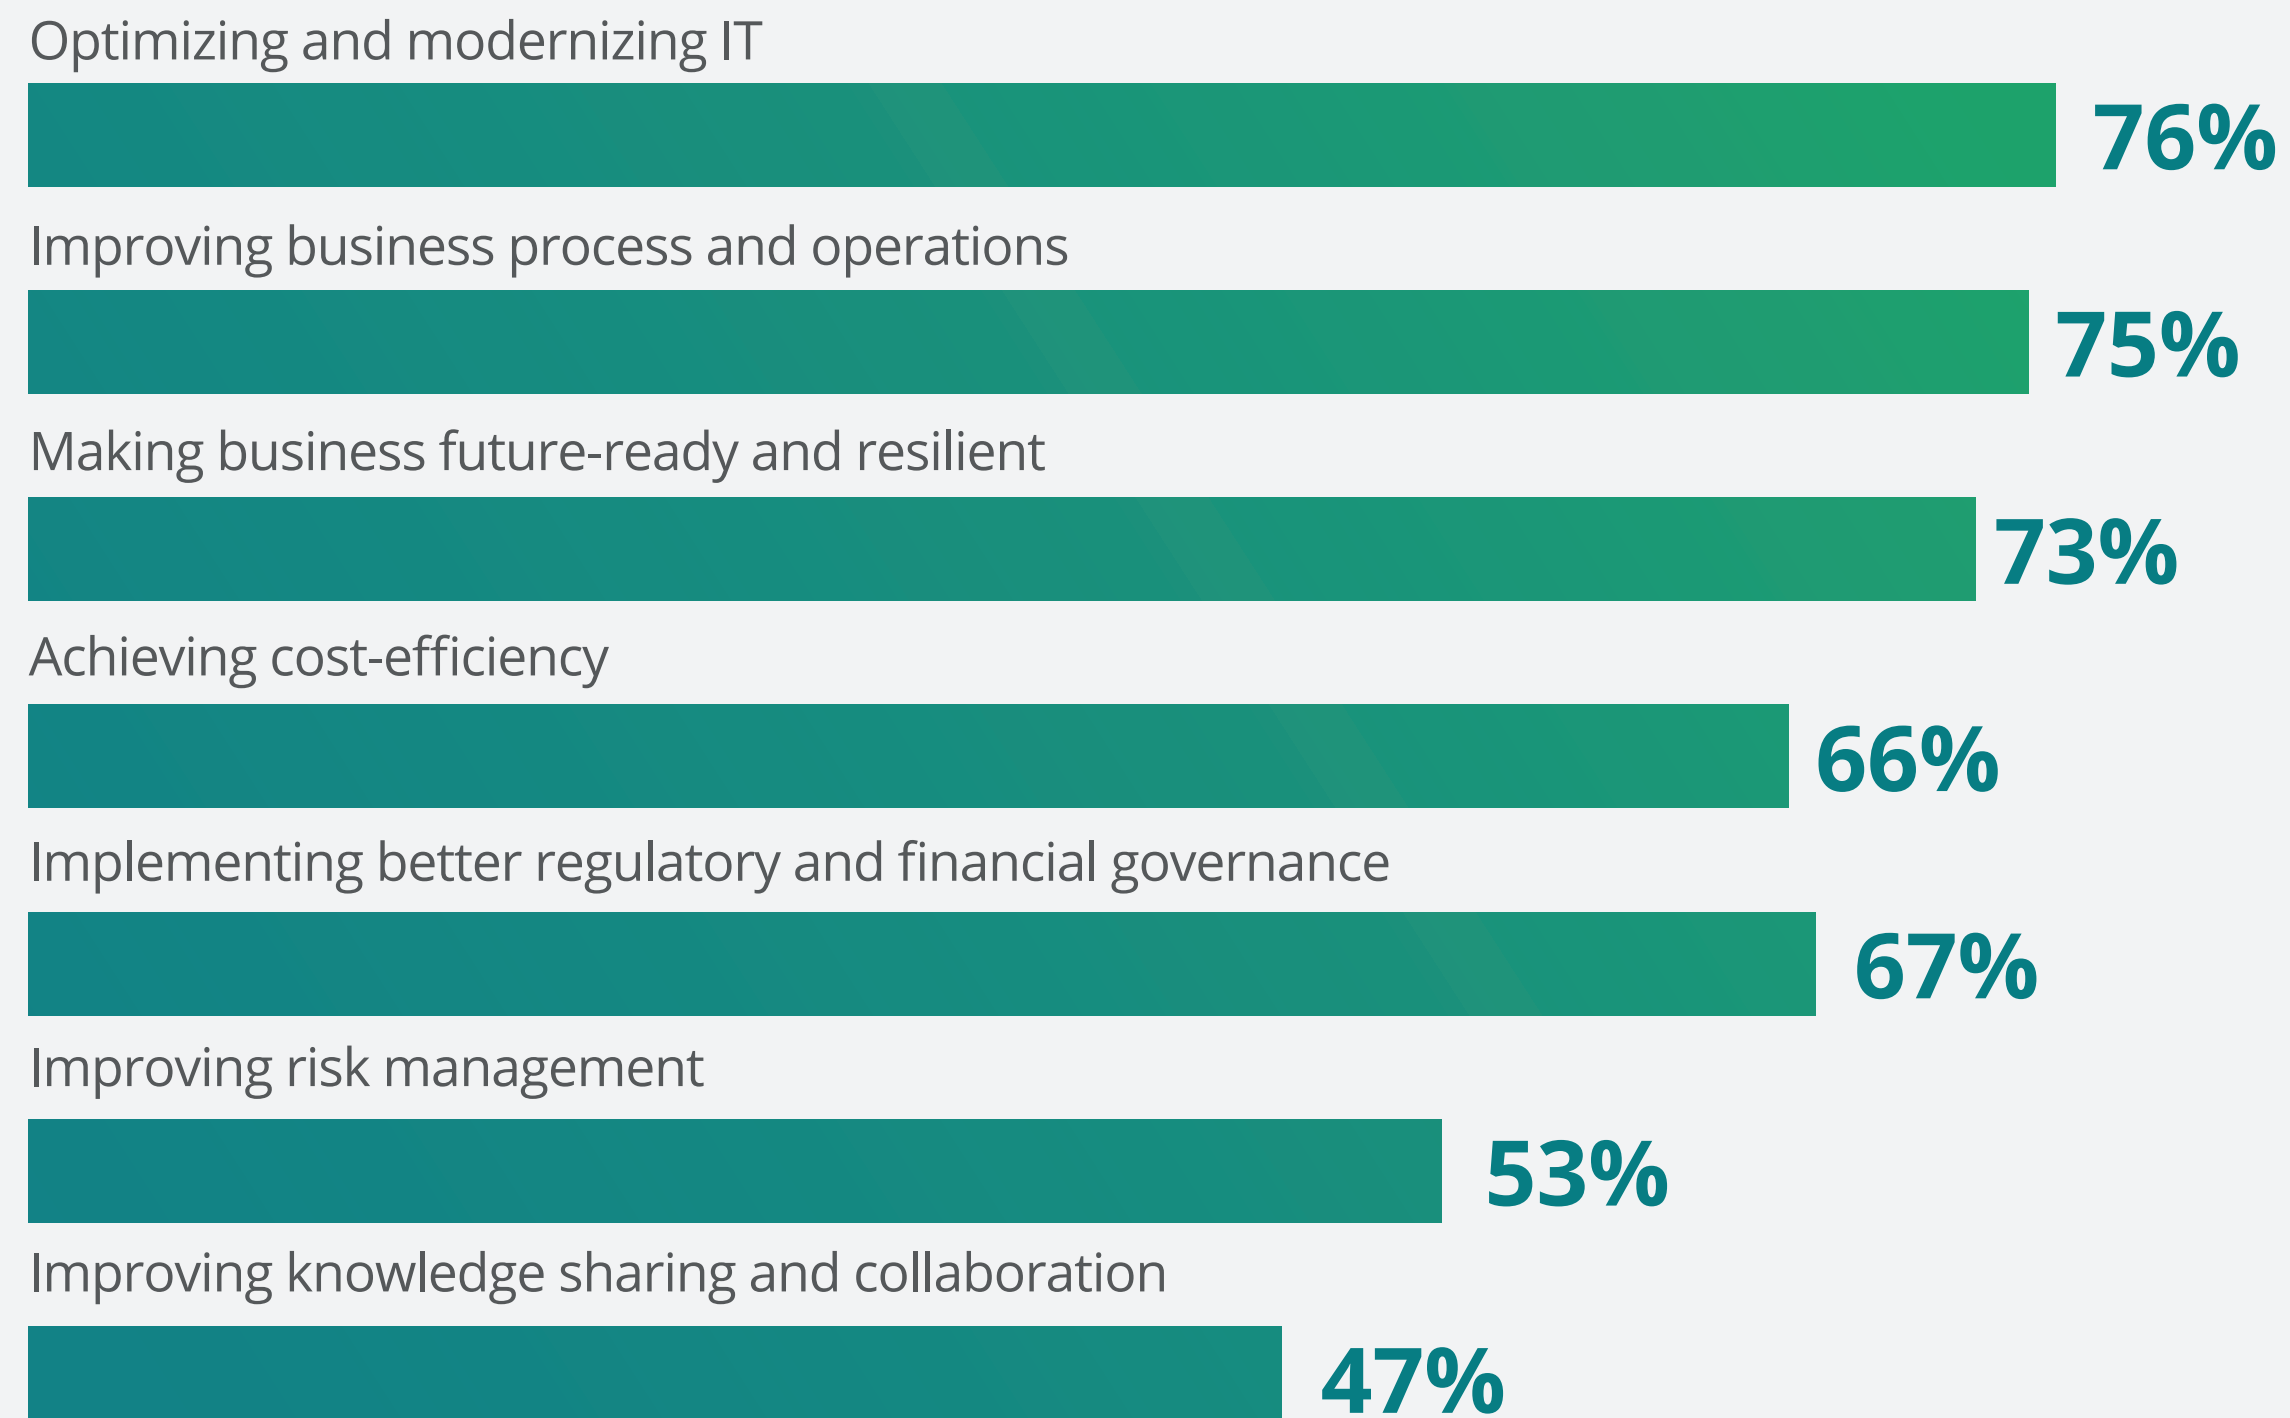 Optimizing and modernizing IT
76%
Improving business process and operations
75%
Making business future-ready and resilient
73%
Achieving cost-efficiency
66%
Implementing better regulatory and financial governance
67%
Improving risk management
53%
Improving knowledge sharing and collaboration
47%